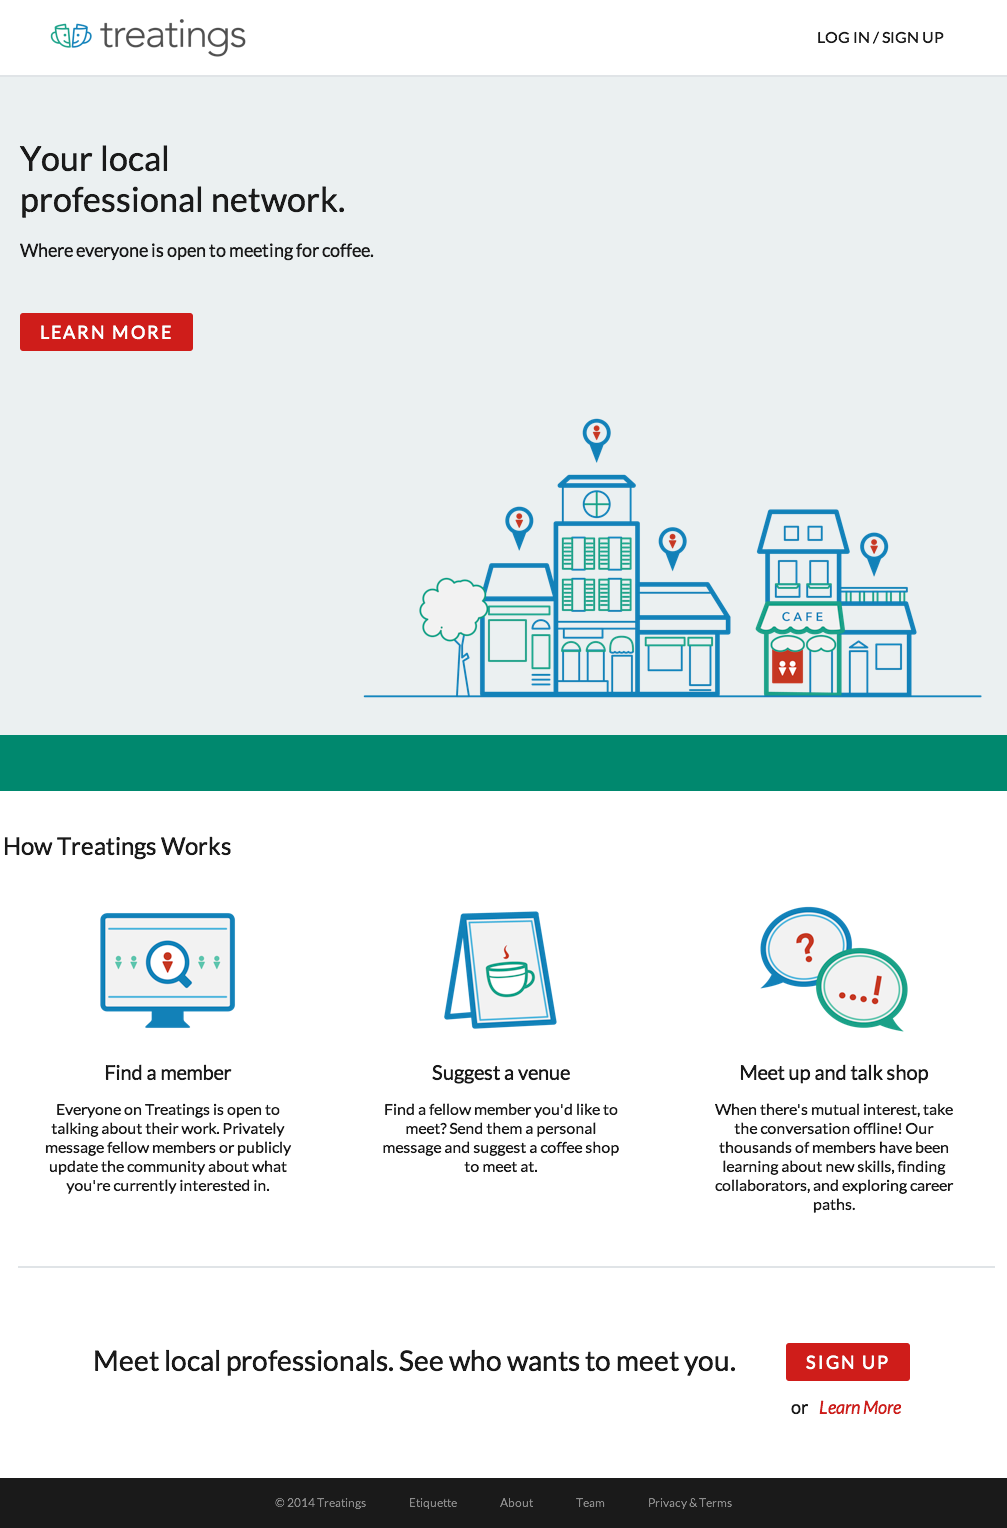 treatings
LOG IN / SIGN UP
Your local
professional network.
Where everyone is open to meeting for coffee.
LEARN MORE
CAFE
How Treatings Works
?
...!
Find a member
Everyone on Treatings is open to
talking about their work. Privately
message fellow members or publicly
update the community about what
you're currently interested in.
Suggest a venue
Find a fellow member you'd like to
meet? Send them a personal
message and suggest a coffee shop
to meet at.
Meet up and talk shop
When there's mutual interest, take
the conversation offline! Our
thousands of members have been
learning about new skills, finding
collaborators, and exploring career
paths.
Meet local professionals. See who wants to meet you.
SIGN UP
or Learn More
© 2014 Treatings Etiquette About Team Privacy & Terms